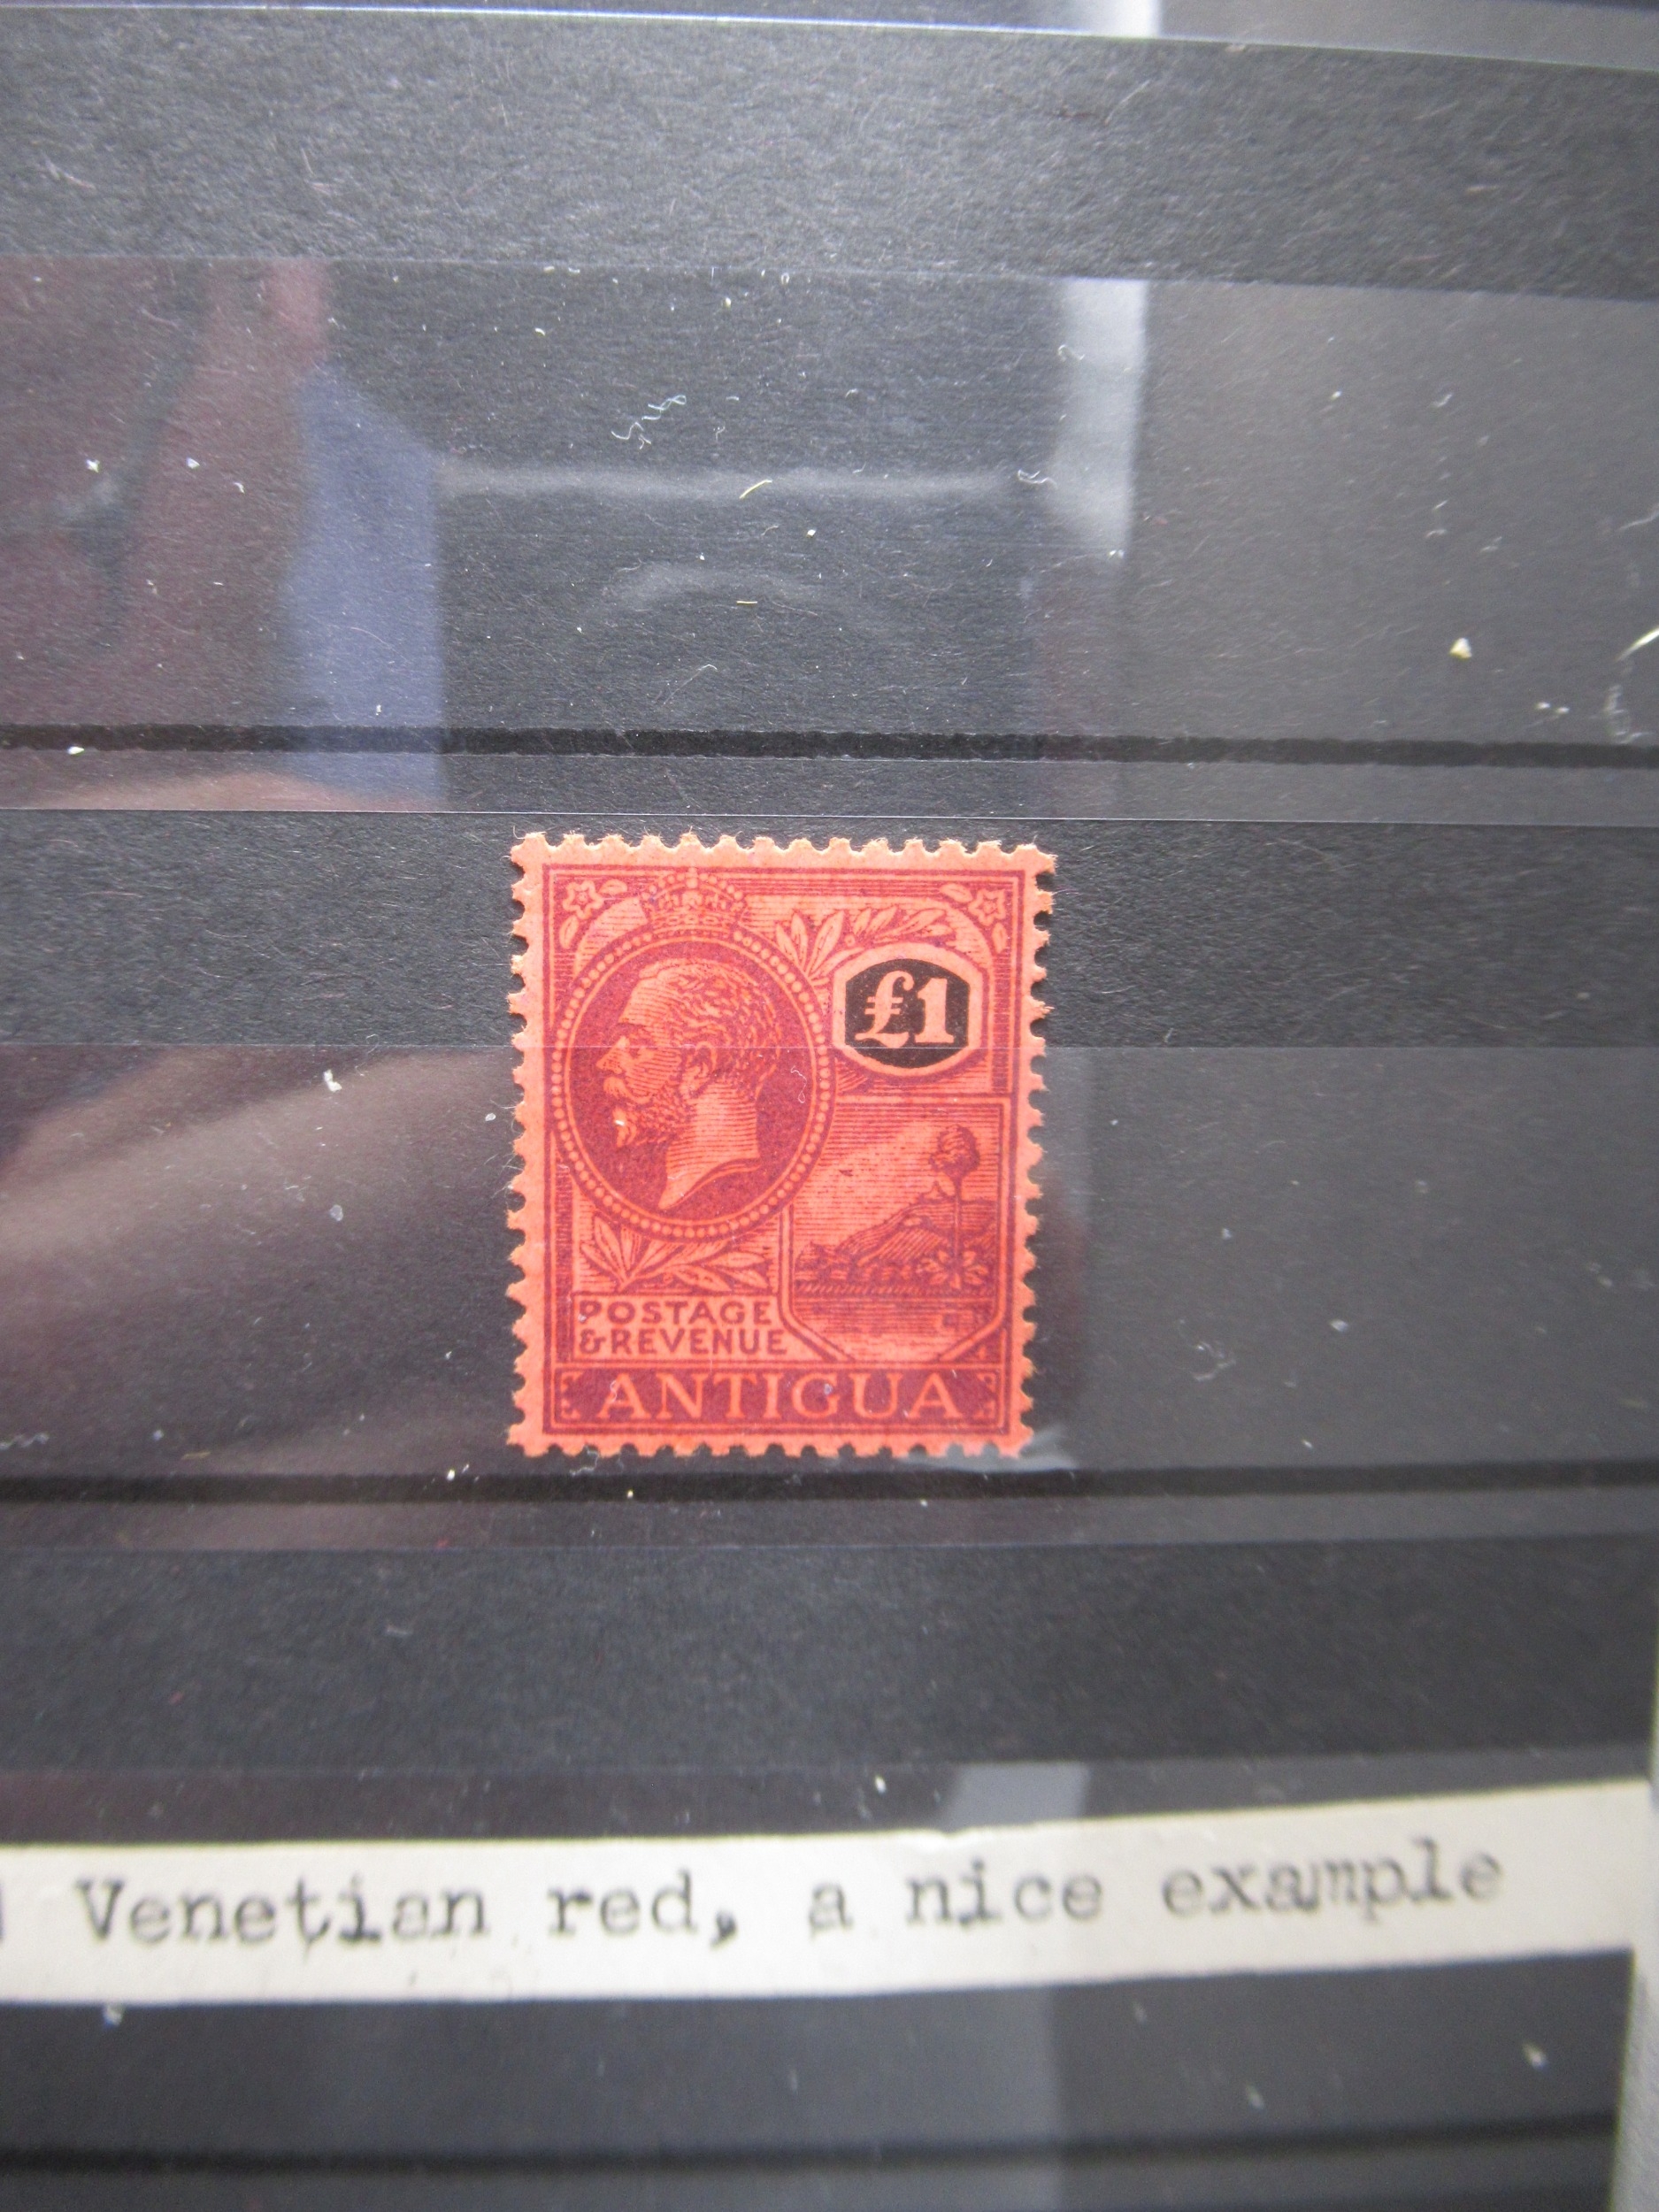 £1
POSTAGE
& REVENUE
ANTIGUA
Venetian red, a nice example